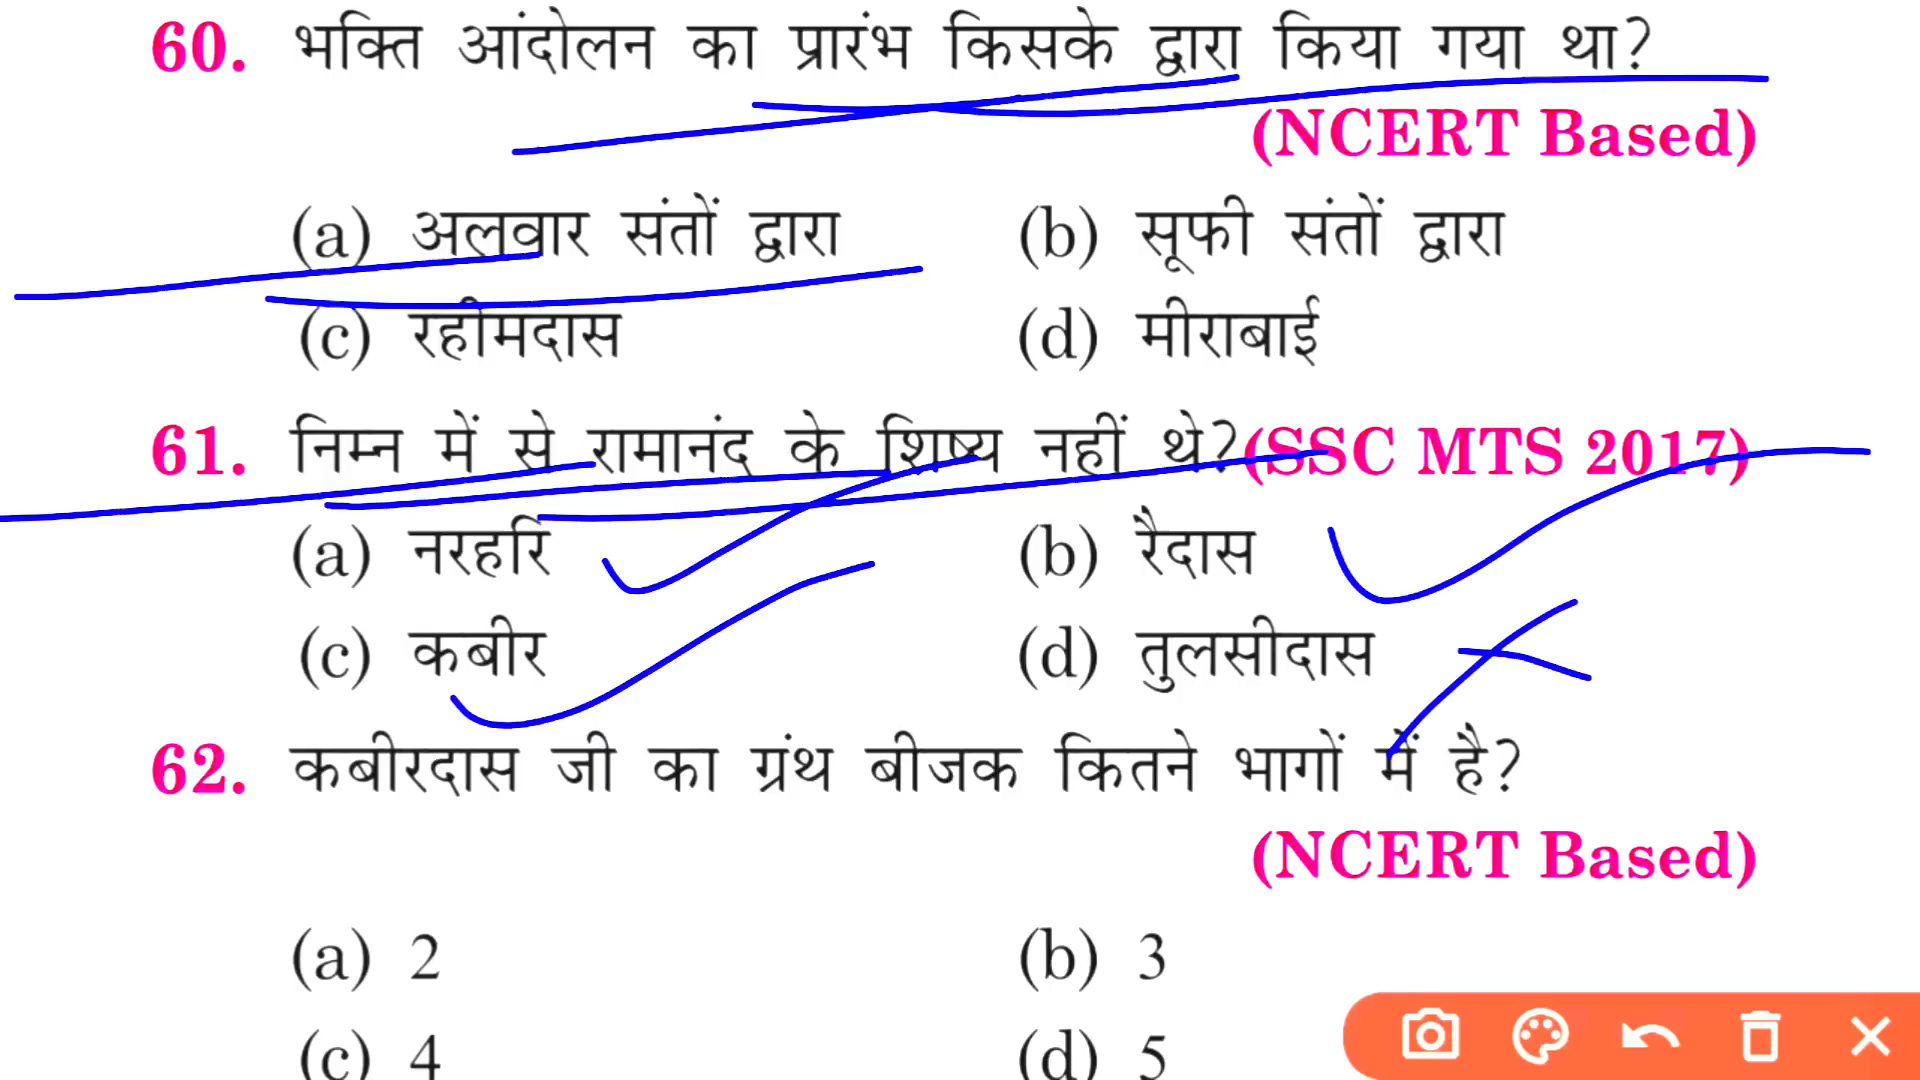 60. भक्ति आंदोलन का प्रारंभ किसके द्वारा किया गया था?
(NCERT Based)
(a) अलवार संतों द्वारा (b) सूफी संतों द्वारा
(c) रहीमदास (d) मीराबाई
61. निम्न में से रामानंद के शिष्य नहीं थे? (SSC MTS 2017)
(a) नरहरि (b) रैदास
(c) कबीर (d) तुलसीदास
62. कबीरदास जी का ग्रंथ बीजक कितने भागों में है?
(NCERT Based)
(a) 2 (b) 3
(c) 4 (d) 5